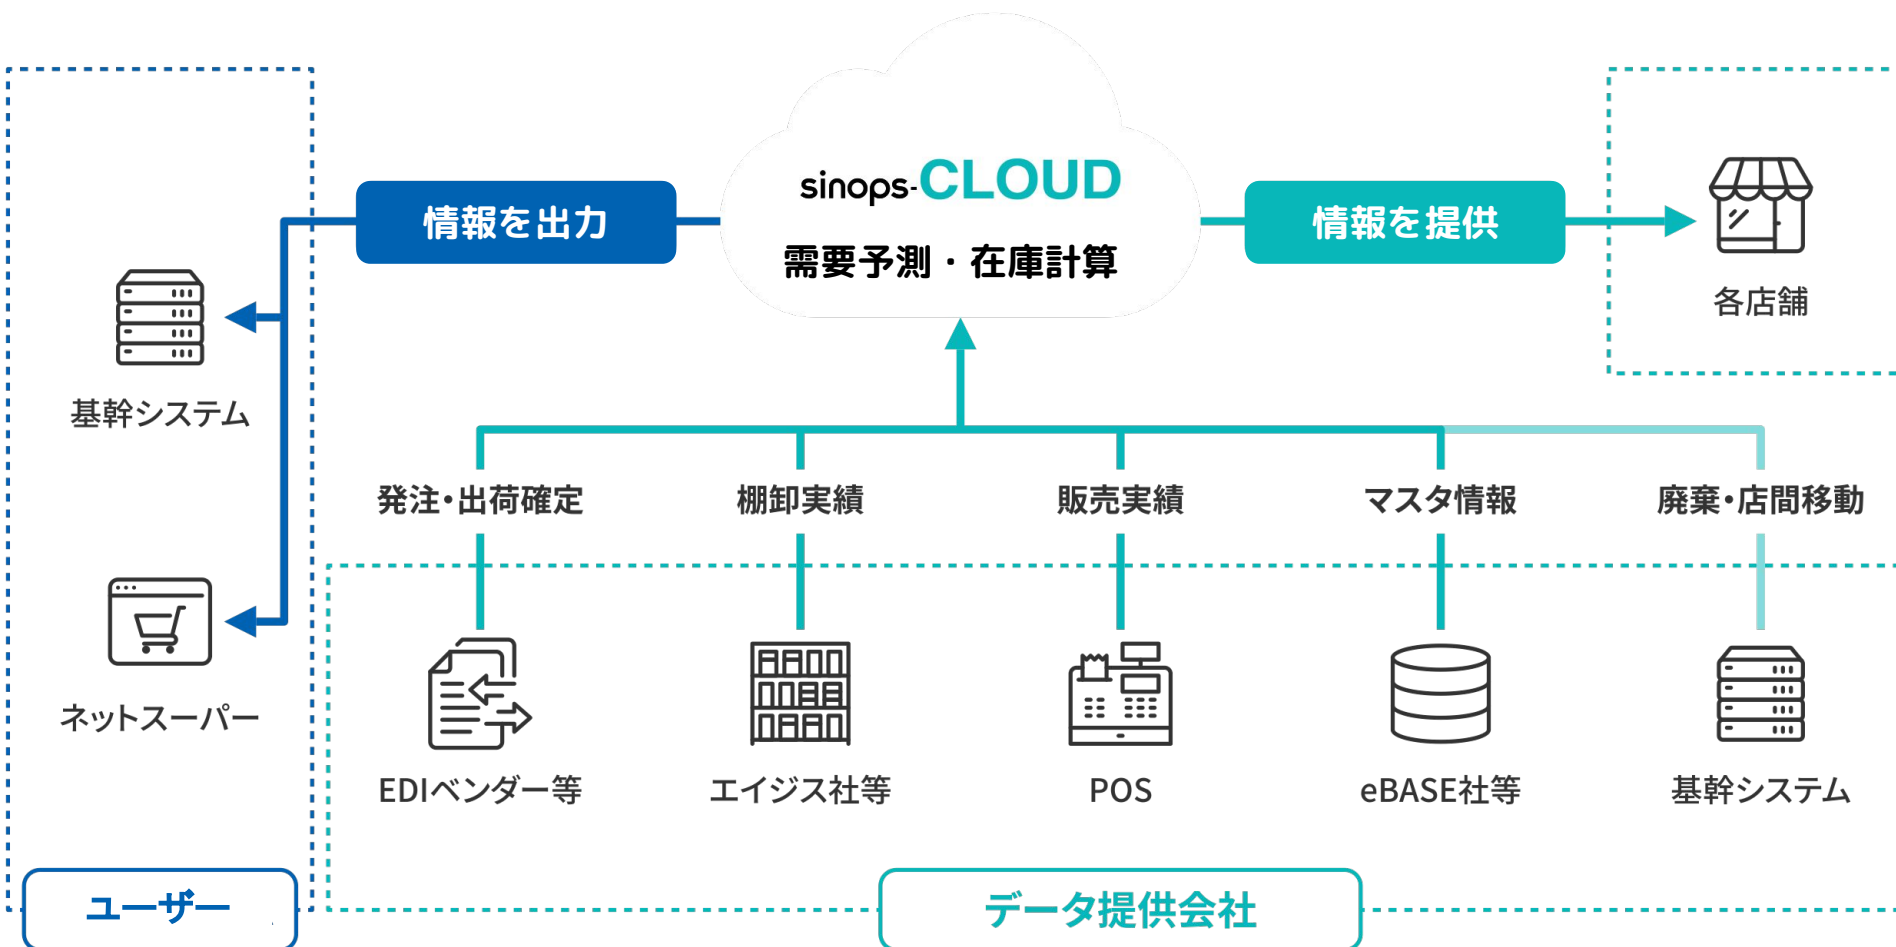 sinops-CLOUD
需要予測・在庫計算
情報を出力
情報を提供
各店舗
基幹システム
ネットスーパー
発注・出荷確定
棚卸実績
販売実績
マスタ情報
廃棄・店間移動
EDIベンダー等
エイジス社等
POS
eBASE社等
基幹システム
ユーザー
データ提供会社